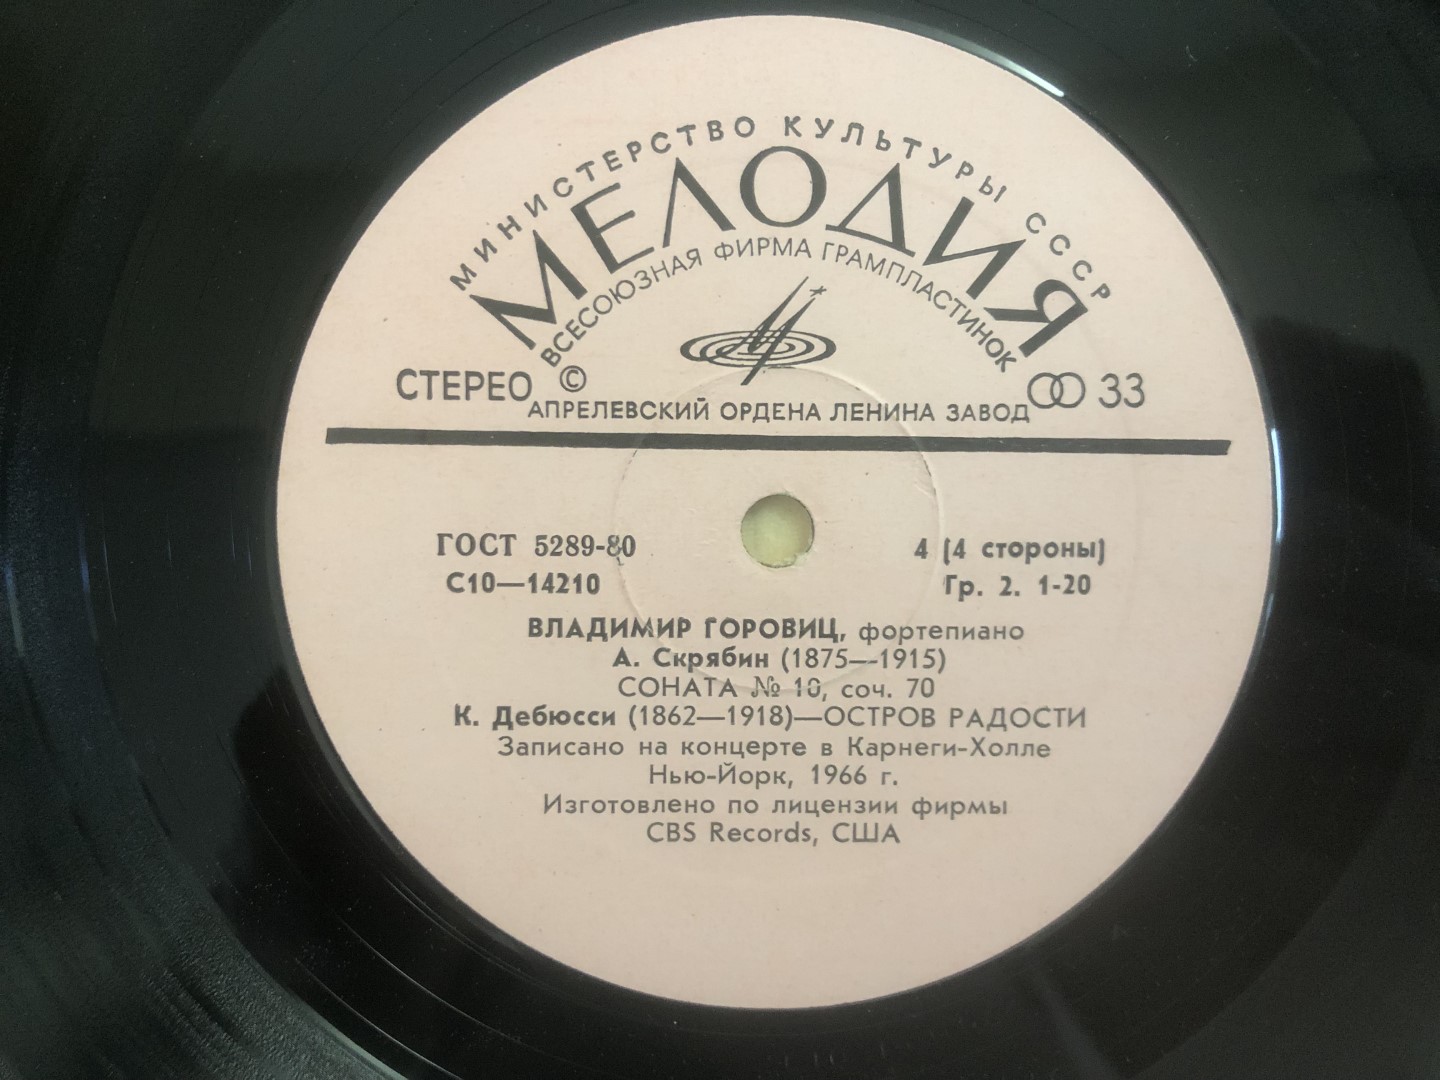 МИНИСТЕРСТВО КУЛЬТУРЫ СССР
МЕЛОДИЯ
ВСЕСОЮЗНАЯ ФИРМА ГРАМПЛАСТИНОК
СТЕРЕО © 33
АПРЕЛЕВСКИЙ ОРДЕНА ЛЕНИНА ЗАВОД
ГОСТ 5289-80 4 (4 стороны)
С10—14210 Гр. 2. 1-20
ВЛАДИМИР ГОРОВИЦ, фортепиано
А. Скрябин (1875—1915)
СОНАТА № 10, соч. 70
К. Дебюсси (1862—1918)—ОСТРОВ РАДОСТИ
Записано на концерте в Карнеги-Холле
Нью-Йорк, 1966 г.
Изготовлено по лицензии фирмы
CBS Records, США